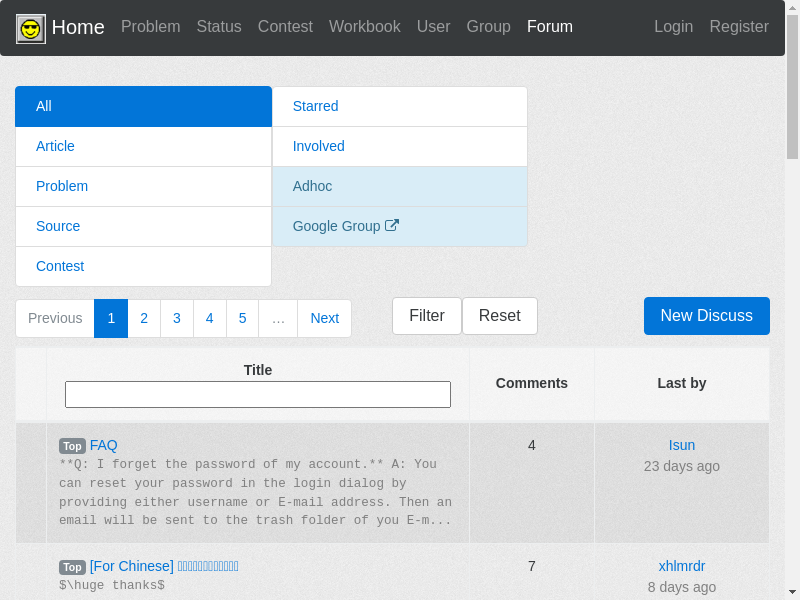 Home Problem Status Contest Workbook User Group Forum Login Register
All
Article
Problem
Source
Contest
Starred
Involved
Adhoc
Google Group
Previous 1 2 3 4 5 … Next
Filter Reset
New Discuss
Title Comments Last by
Top FAQ 4 Isun
**Q: I forget the password of my account.** A: You 23 days ago
can reset your password in the login dialog by
providing either username or E-mail address. Then an
email will be sent to the trash folder of you E-m...
Top [For Chinese] 7 xhlmrdr
$\huge thanks$ 8 days ago